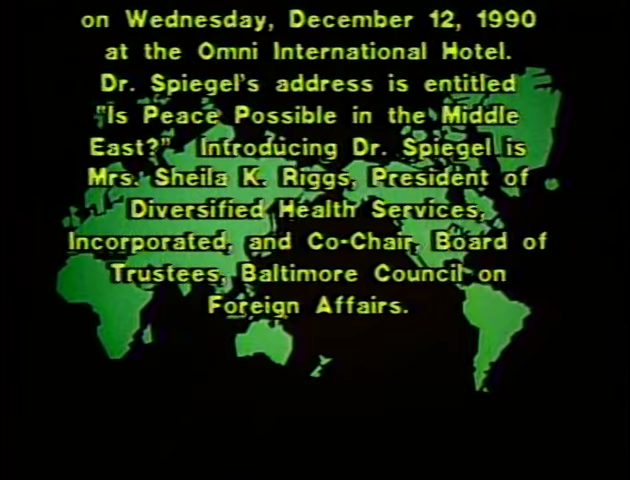 on Wednesday, December 12, 1990
at the Omni International Hotel.
Dr. Spiegel's address is entitled
"Is Peace Possible in the Middle
East?" Introducing Dr. Spiegel is
Mrs. Sheila K. Riggs, President of
Diversified Health Services,
Incorporated, and Co-Chair, Board of
Trustees, Baltimore Council on
Foreign Affairs.